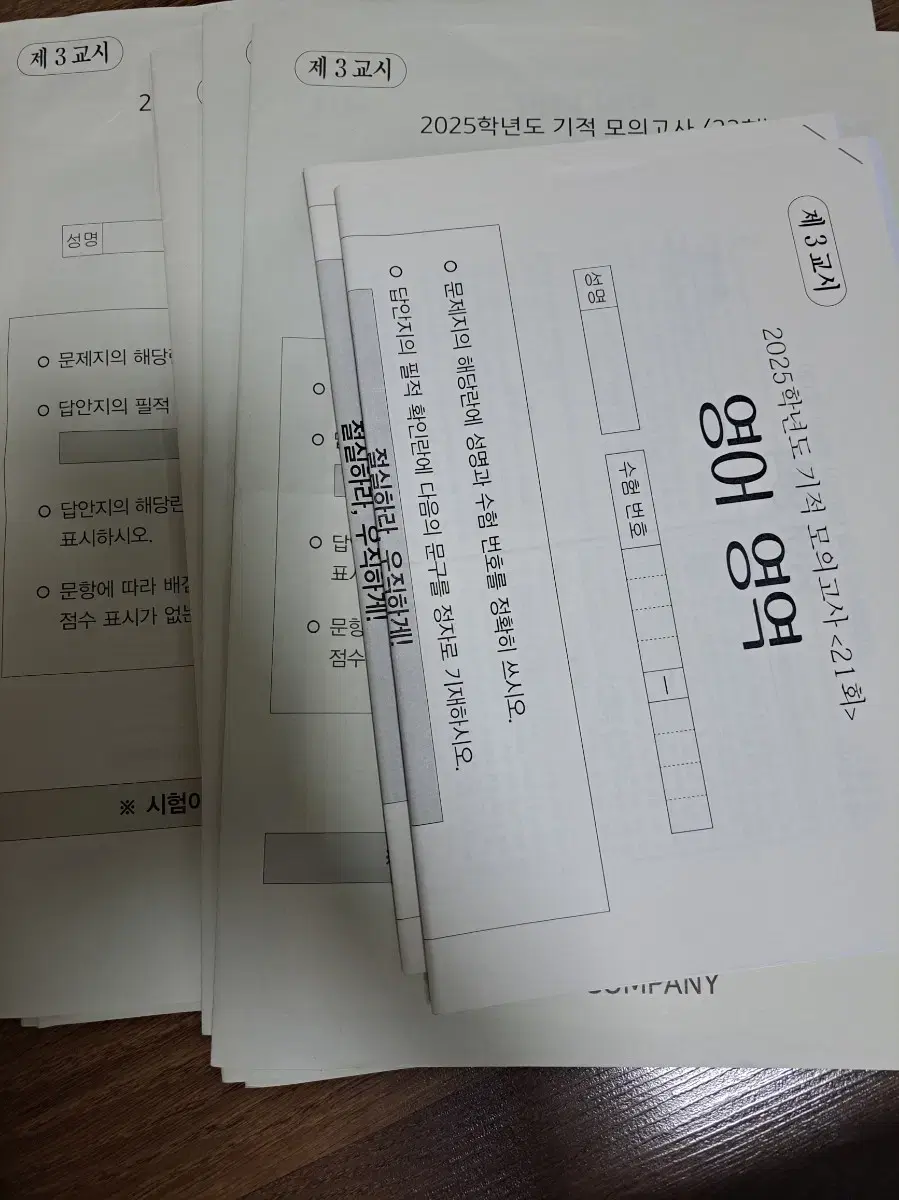 제 3 교시
2
성명
ㅇ 문제지의 해당란
ㅇ 답안지의 필적
ㅇ 답안지의 해당란
표시하시오.
ㅇ 문항에 따라 배점
점수 표시가 없는
※ 시험이
제 3 교시
2025학년도 기적 모의고사
ㅇ
ㅇ
ㅇ 답
표시
ㅇ 문항
점수
※
COMPANY
제 3 교시
2025학년도 기적 모의고사 <21회>
영어 영역
성명
수험 번호
–
ㅇ 문제지의 해당란에 성명과 수험 번호를 정확히 쓰시오.
ㅇ 답안지의 필적 확인란에 다음의 문구를 정자로 기재하시오.
절실하라, 우직하게!
절실하라, 우직하게!